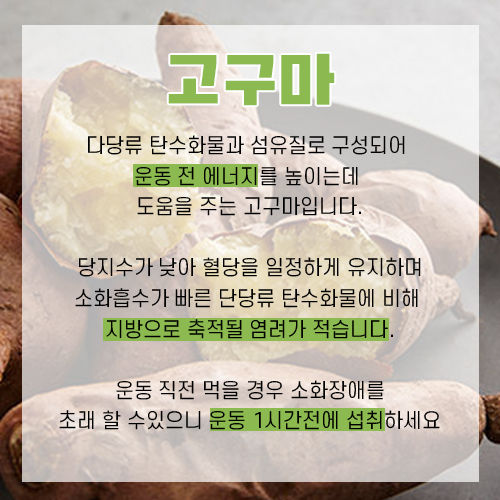 고구마
다당류 탄수화물과 섬유질로 구성되어
운동 전 에너지를 높이는데
도움을 주는 고구마입니다.
당지수가 낮아 혈당을 일정하게 유지하며
소화흡수가 빠른 단당류 탄수화물에 비해
지방으로 축적될 염려가 적습니다.
운동 직전 먹을 경우 소화장애를
초래 할 수있으니 운동 1시간전에 섭취하세요